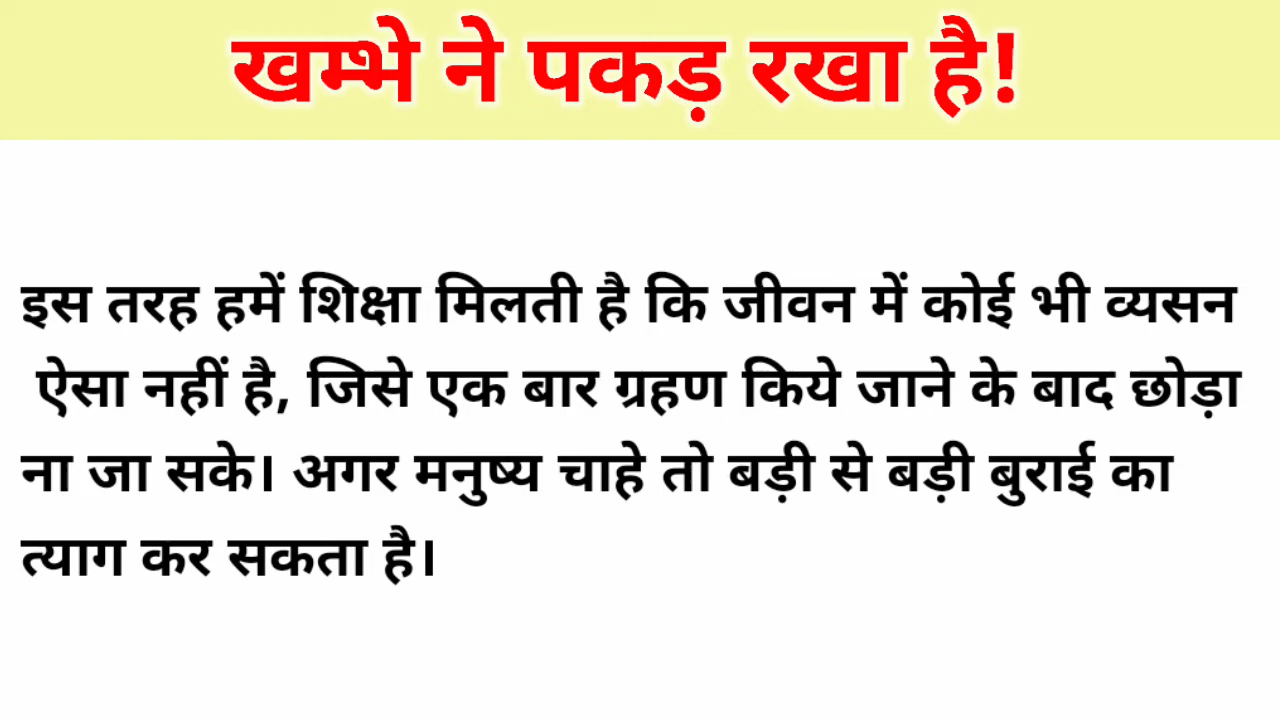 खम्भे ने पकड़ रखा है!
इस तरह हमें शिक्षा मिलती है कि जीवन में कोई भी व्यसन
ऐसा नहीं है, जिसे एक बार ग्रहण किये जाने के बाद छोड़ा
ना जा सके। अगर मनुष्य चाहे तो बड़ी से बड़ी बुराई का
त्याग कर सकता है।